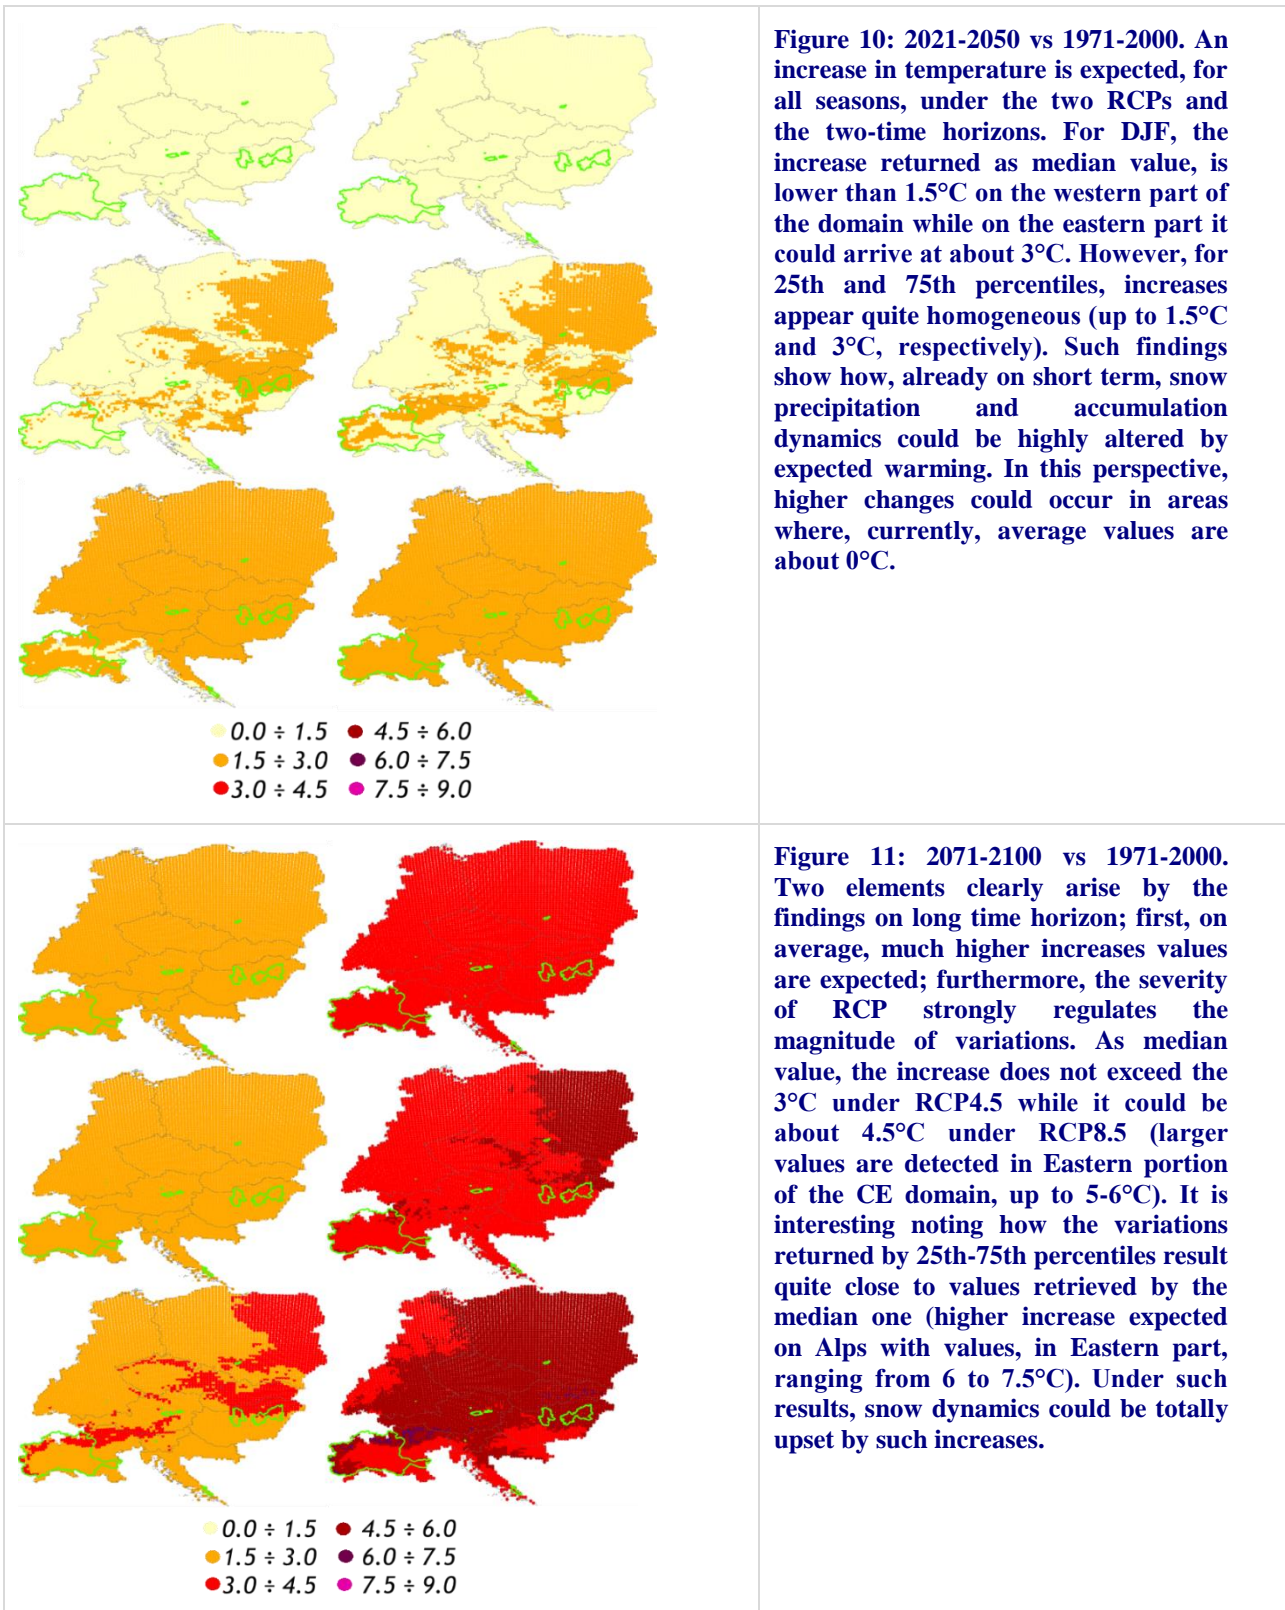 Figure 10: 2021-2050 vs 1971-2000. An
increase in temperature is expected, for
all seasons, under the two RCPs and
the two-time horizons. For DJF, the
increase returned as median value, is
lower than 1.5°C on the western part of
the domain while on the eastern part it
could arrive at about 3°C. However, for
25th and 75th percentiles, increases
appear quite homogeneous (up to 1.5°C
and 3°C, respectively). Such findings
show how, already on short term, snow
precipitation and accumulation
dynamics could be highly altered by
expected warming. In this perspective,
higher changes could occur in areas
where, currently, average values are
about 0°C.
0.0 ÷ 1.5 4.5 ÷ 6.0
1.5 ÷ 3.0 6.0 ÷ 7.5
3.0 ÷ 4.5 7.5 ÷ 9.0
Figure 11: 2071-2100 vs 1971-2000.
Two elements clearly arise by the
findings on long time horizon; first, on
average, much higher increases values
are expected; furthermore, the severity
of RCP strongly regulates the
magnitude of variations. As median
value, the increase does not exceed the
3°C under RCP4.5 while it could be
about 4.5°C under RCP8.5 (larger
values are detected in Eastern portion
of the CE domain, up to 5-6°C). It is
interesting noting how the variations
returned by 25th-75th percentiles result
quite close to values retrieved by the
median one (higher increase expected
on Alps with values, in Eastern part,
ranging from 6 to 7.5°C). Under such
results, snow dynamics could be totally
upset by such increases.
0.0 ÷ 1.5 4.5 ÷ 6.0
1.5 ÷ 3.0 6.0 ÷ 7.5
3.0 ÷ 4.5 7.5 ÷ 9.0